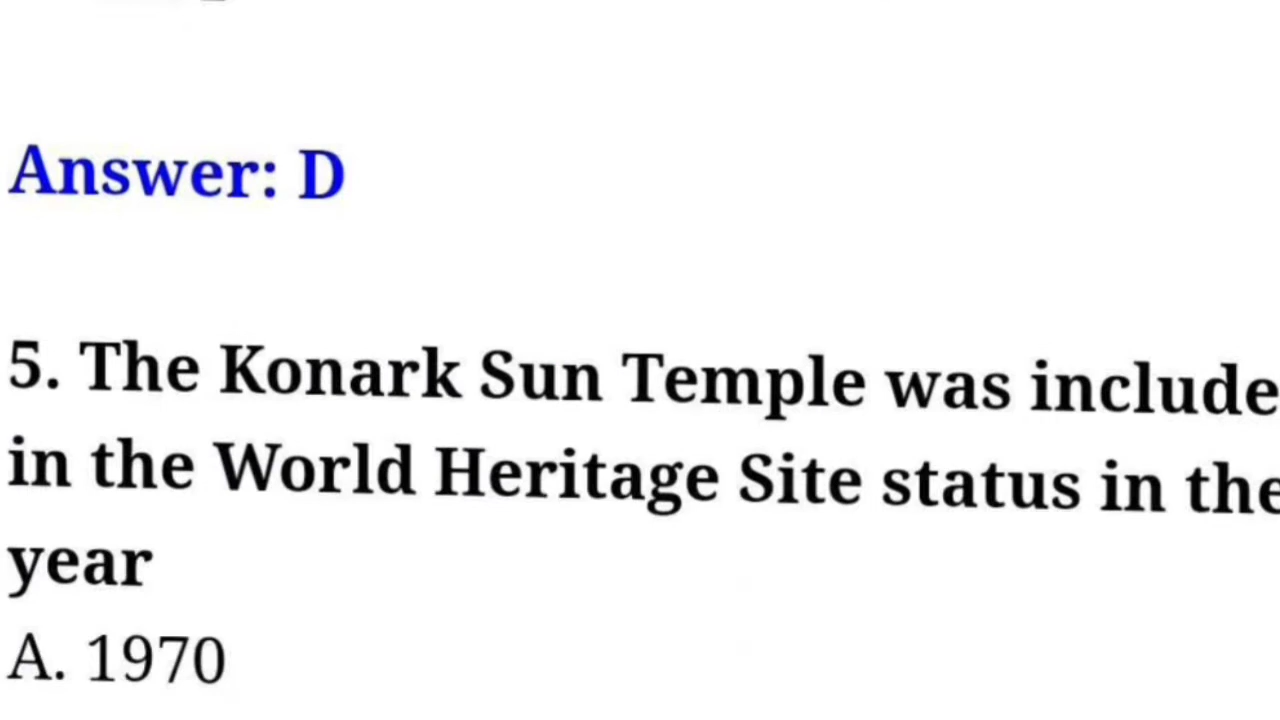 Answer: D
5. The Konark Sun Temple was include
in the World Heritage Site status in the
year
A. 1970